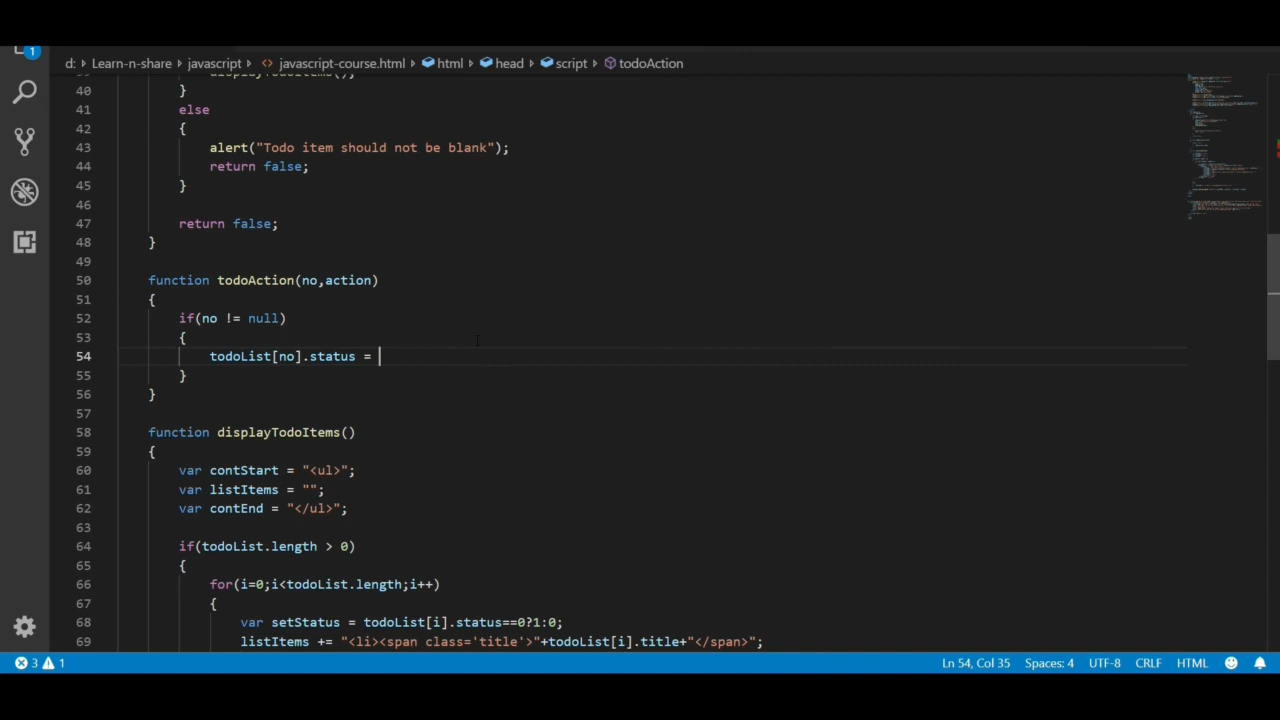 1
d: › Learn-n-share › javascript › <> javascript-course.html › html › head › script › todoAction
40 }
41 else
42 {
43 alert("Todo item should not be blank");
44 return false;
45 }
46
47 return false;
48 }
49
50 function todoAction(no,action)
51 {
52 if(no != null)
53 {
54 todoList[no].status =
55 }
56 }
57
58 function displayTodoItems()
59 {
60 var contStart = "<ul>";
61 var listItems = "";
62 var contEnd = "</ul>";
63
64 if(todoList.length > 0)
65 {
66 for(i=0;i<todoList.length;i++)
67 {
68 var setStatus = todoList[i].status==0?1:0;
69 listItems += "<li><span class='title'>"+todoList[i].title+"</span>";
3 1 Ln 54, Col 35 Spaces: 4 UTF-8 CRLF HTML